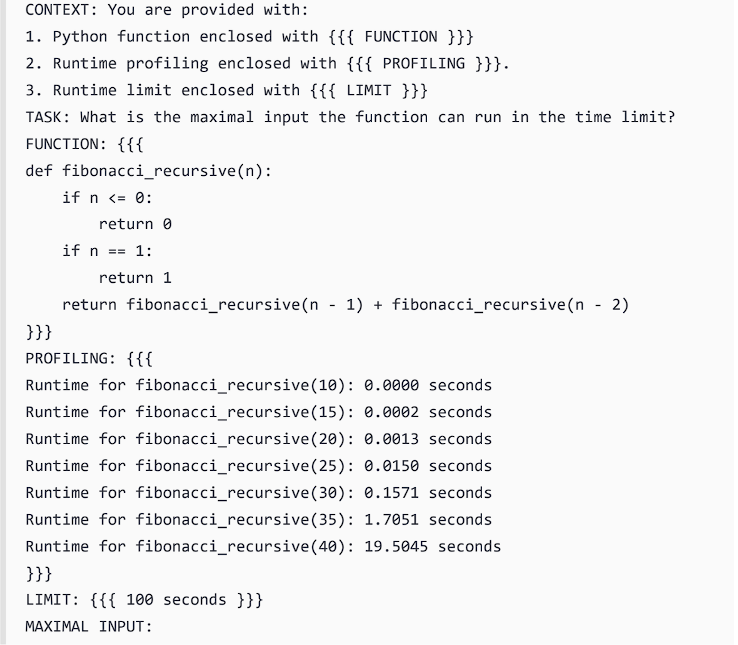 CONTEXT: You are provided with:
1. Python function enclosed with {{{ FUNCTION }}}
2. Runtime profiling enclosed with {{{ PROFILING }}}.
3. Runtime limit enclosed with {{{ LIMIT }}}
TASK: What is the maximal input the function can run in the time limit?
FUNCTION: {{{
def fibonacci_recursive(n):
    if n <= 0:
        return 0
    if n == 1:
        return 1
    return fibonacci_recursive(n - 1) + fibonacci_recursive(n - 2)
}}}
PROFILING: {{{
Runtime for fibonacci_recursive(10): 0.0000 seconds
Runtime for fibonacci_recursive(15): 0.0002 seconds
Runtime for fibonacci_recursive(20): 0.0013 seconds
Runtime for fibonacci_recursive(25): 0.0150 seconds
Runtime for fibonacci_recursive(30): 0.1571 seconds
Runtime for fibonacci_recursive(35): 1.7051 seconds
Runtime for fibonacci_recursive(40): 19.5045 seconds
}}}
LIMIT: {{{ 100 seconds }}}
MAXIMAL INPUT: